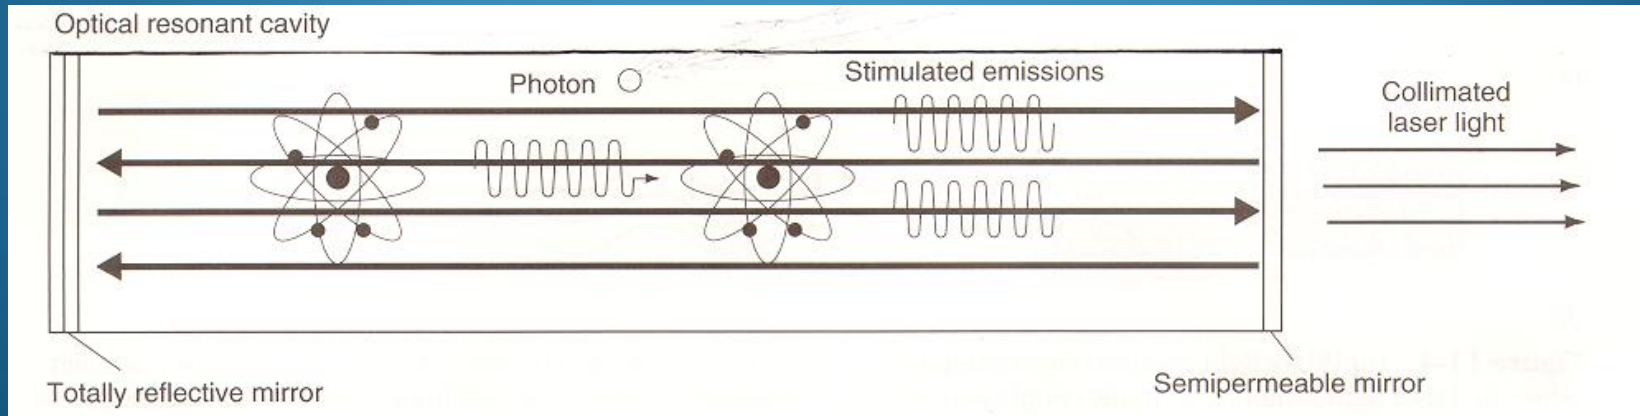 Optical resonant cavity
Photon
Stimulated emissions
Collimated
laser light
Totally reflective mirror
Semipermeable mirror